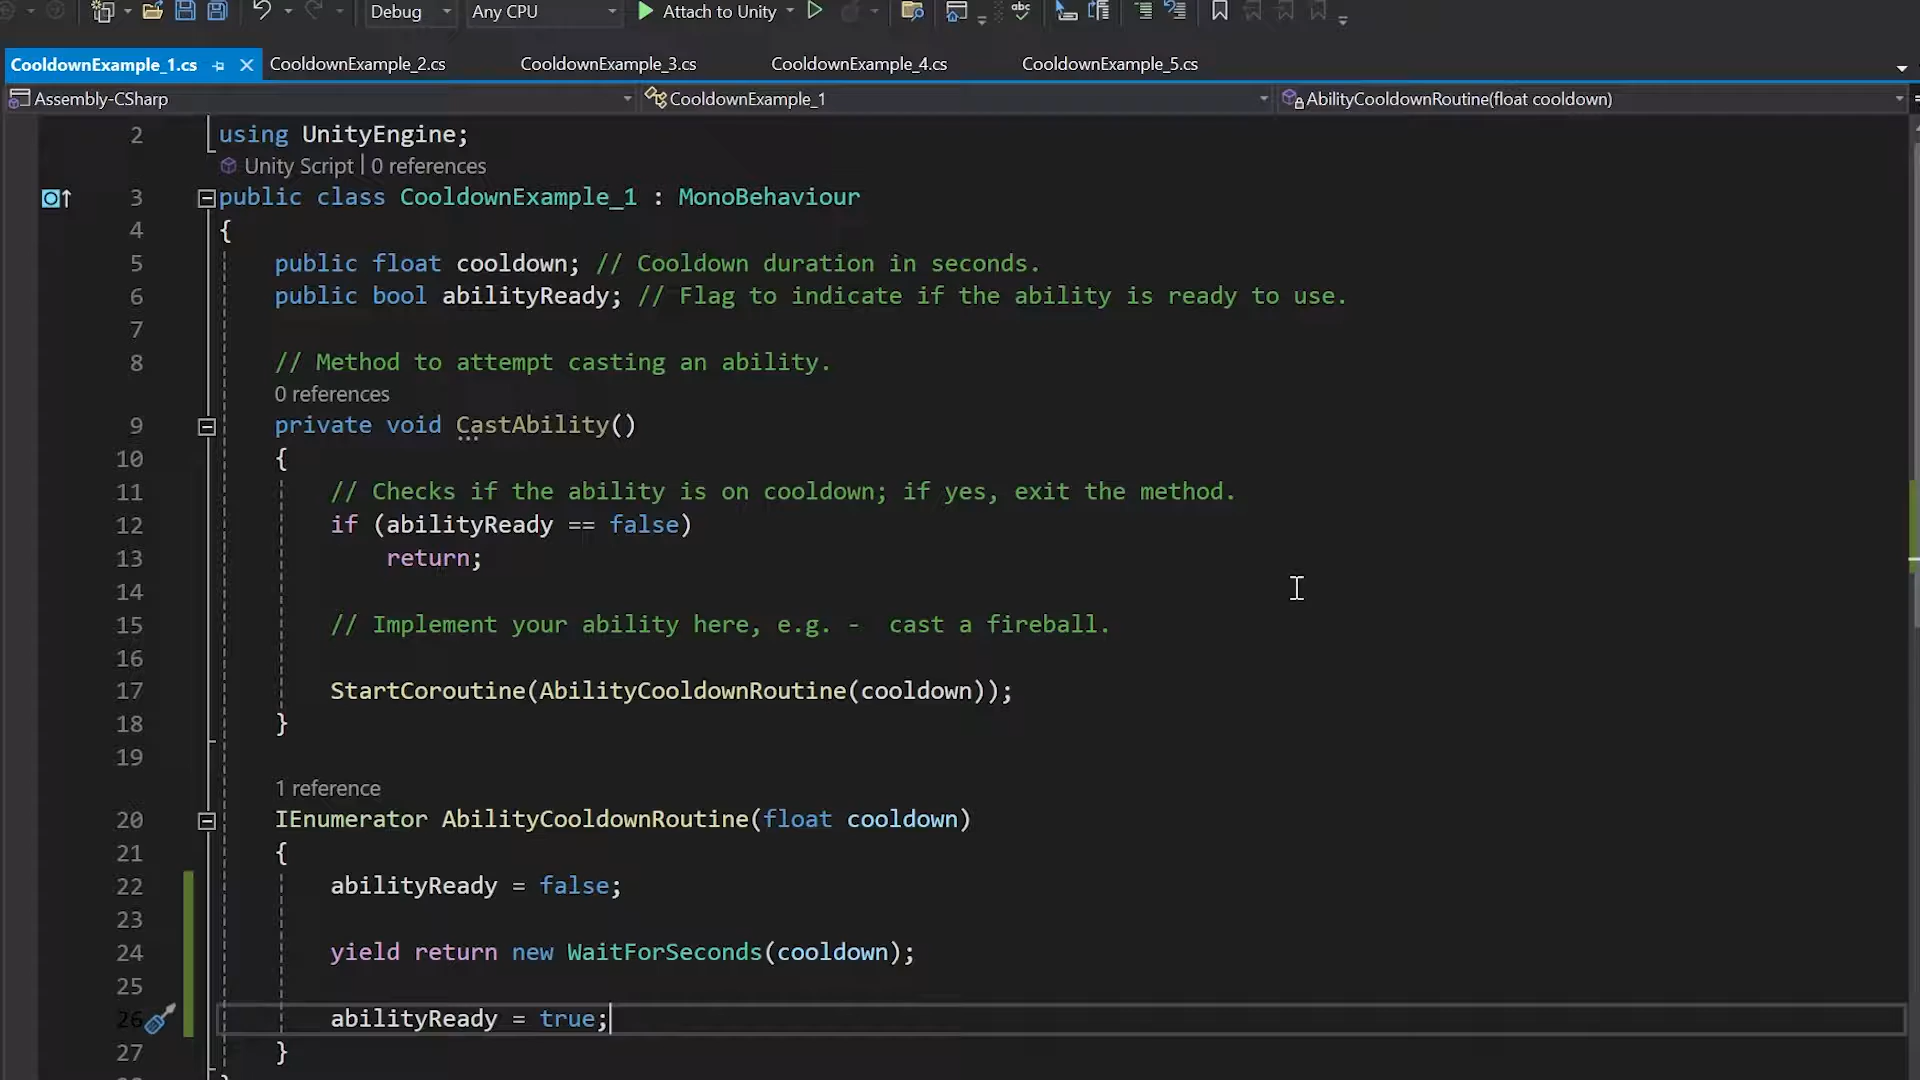 Debug Any CPU Attach to Unity abc
CooldownExample_1.cs CooldownExample_2.cs CooldownExample_3.cs CooldownExample_4.cs CooldownExample_5.cs
Assembly-CSharp CooldownExample_1 AbilityCooldownRoutine(float cooldown)
2 using UnityEngine;
Unity Script | 0 references
3 public class CooldownExample_1 : MonoBehaviour
4 {
5 public float cooldown; // Cooldown duration in seconds.
6 public bool abilityReady; // Flag to indicate if the ability is ready to use.
7
8 // Method to attempt casting an ability.
0 references
9 private void CastAbility()
10 {
11 // Checks if the ability is on cooldown; if yes, exit the method.
12 if (abilityReady == false)
13 return;
14
15 // Implement your ability here, e.g. -  cast a fireball.
16
17 StartCoroutine(AbilityCooldownRoutine(cooldown));
18 }
19
1 reference
20 IEnumerator AbilityCooldownRoutine(float cooldown)
21 {
22 abilityReady = false;
23
24 yield return new WaitForSeconds(cooldown);
25
26 abilityReady = true;
27 }